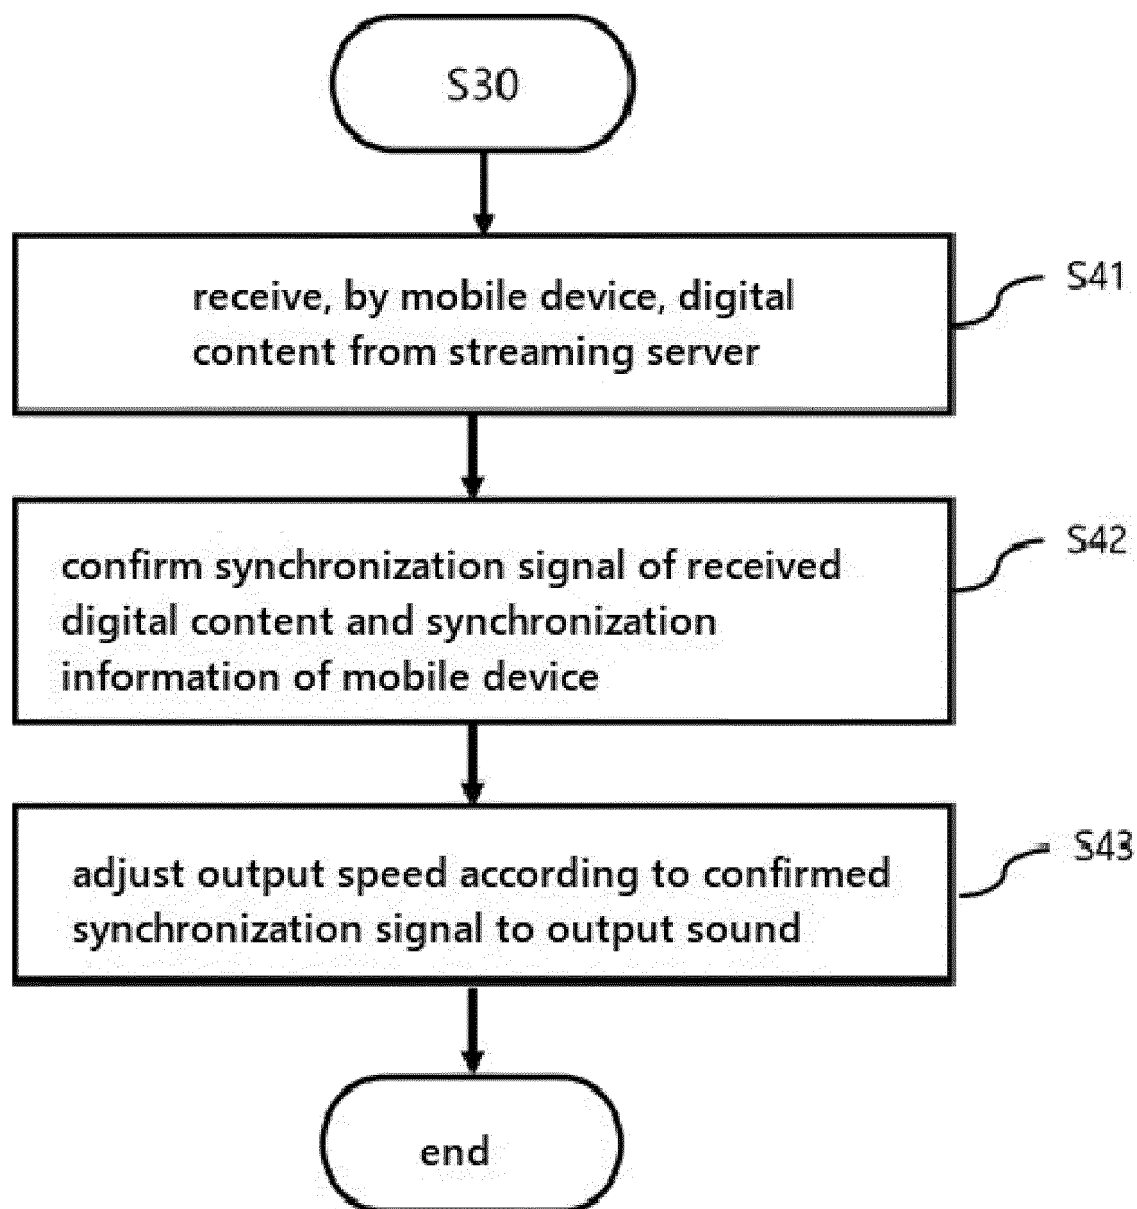 S30
receive, by mobile device, digital
content from streaming server
S41
confirm synchronization signal of received
digital content and synchronization
information of mobile device
S42
adjust output speed according to confirmed
synchronization signal to output sound
S43
end